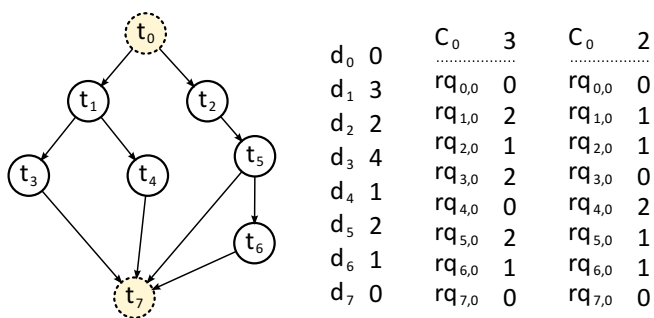 t0
t1
t2
t3
t4
t5
t6
t7
d0 0
d1 3
d2 2
d3 4
d4 1
d5 2
d6 1
d7 0
C0 3
rq0,0 0
rq1,0 2
rq2,0 1
rq3,0 2
rq4,0 0
rq5,0 2
rq6,0 1
rq7,0 0
C0 2
rq0,0 0
rq1,0 1
rq2,0 1
rq3,0 0
rq4,0 2
rq5,0 1
rq6,0 1
rq7,0 0